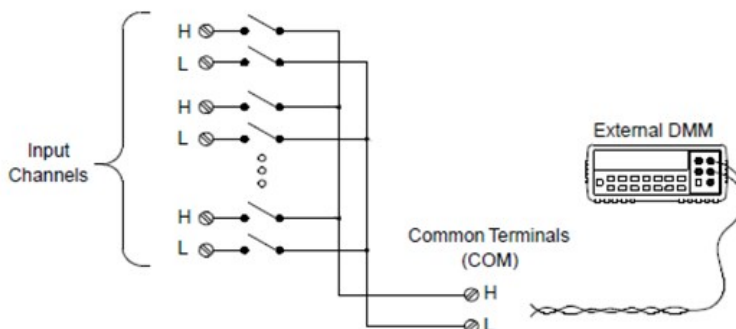 H
L
H
L
Input
Channels
External DMM
H
L
Common Terminals
(COM)
H
L